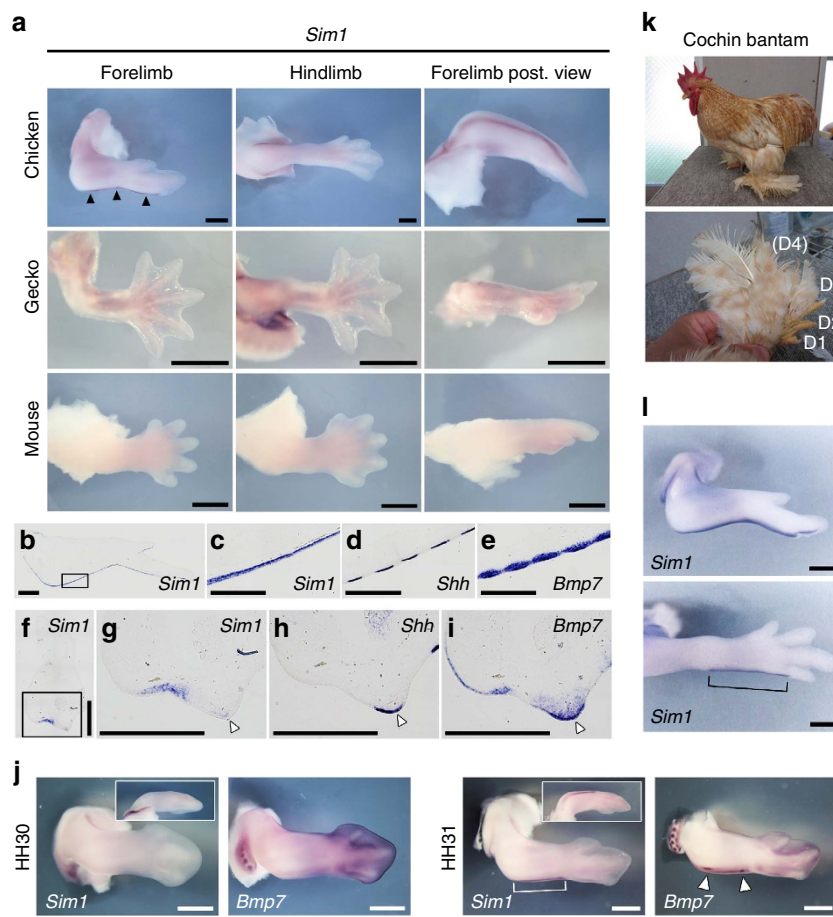 a
Sim1
Forelimb
Hindlimb
Forelimb post. view
Chicken
Gecko
Mouse
b
Sim1
c
Sim1
d
Shh
e
Bmp7
f
Sim1
g
Sim1
h
Shh
i
Bmp7
j
HH30
Sim1
Bmp7
HH31
Sim1
Bmp7
k
Cochin bantam
(D4)
D1
l
Sim1
Sim1